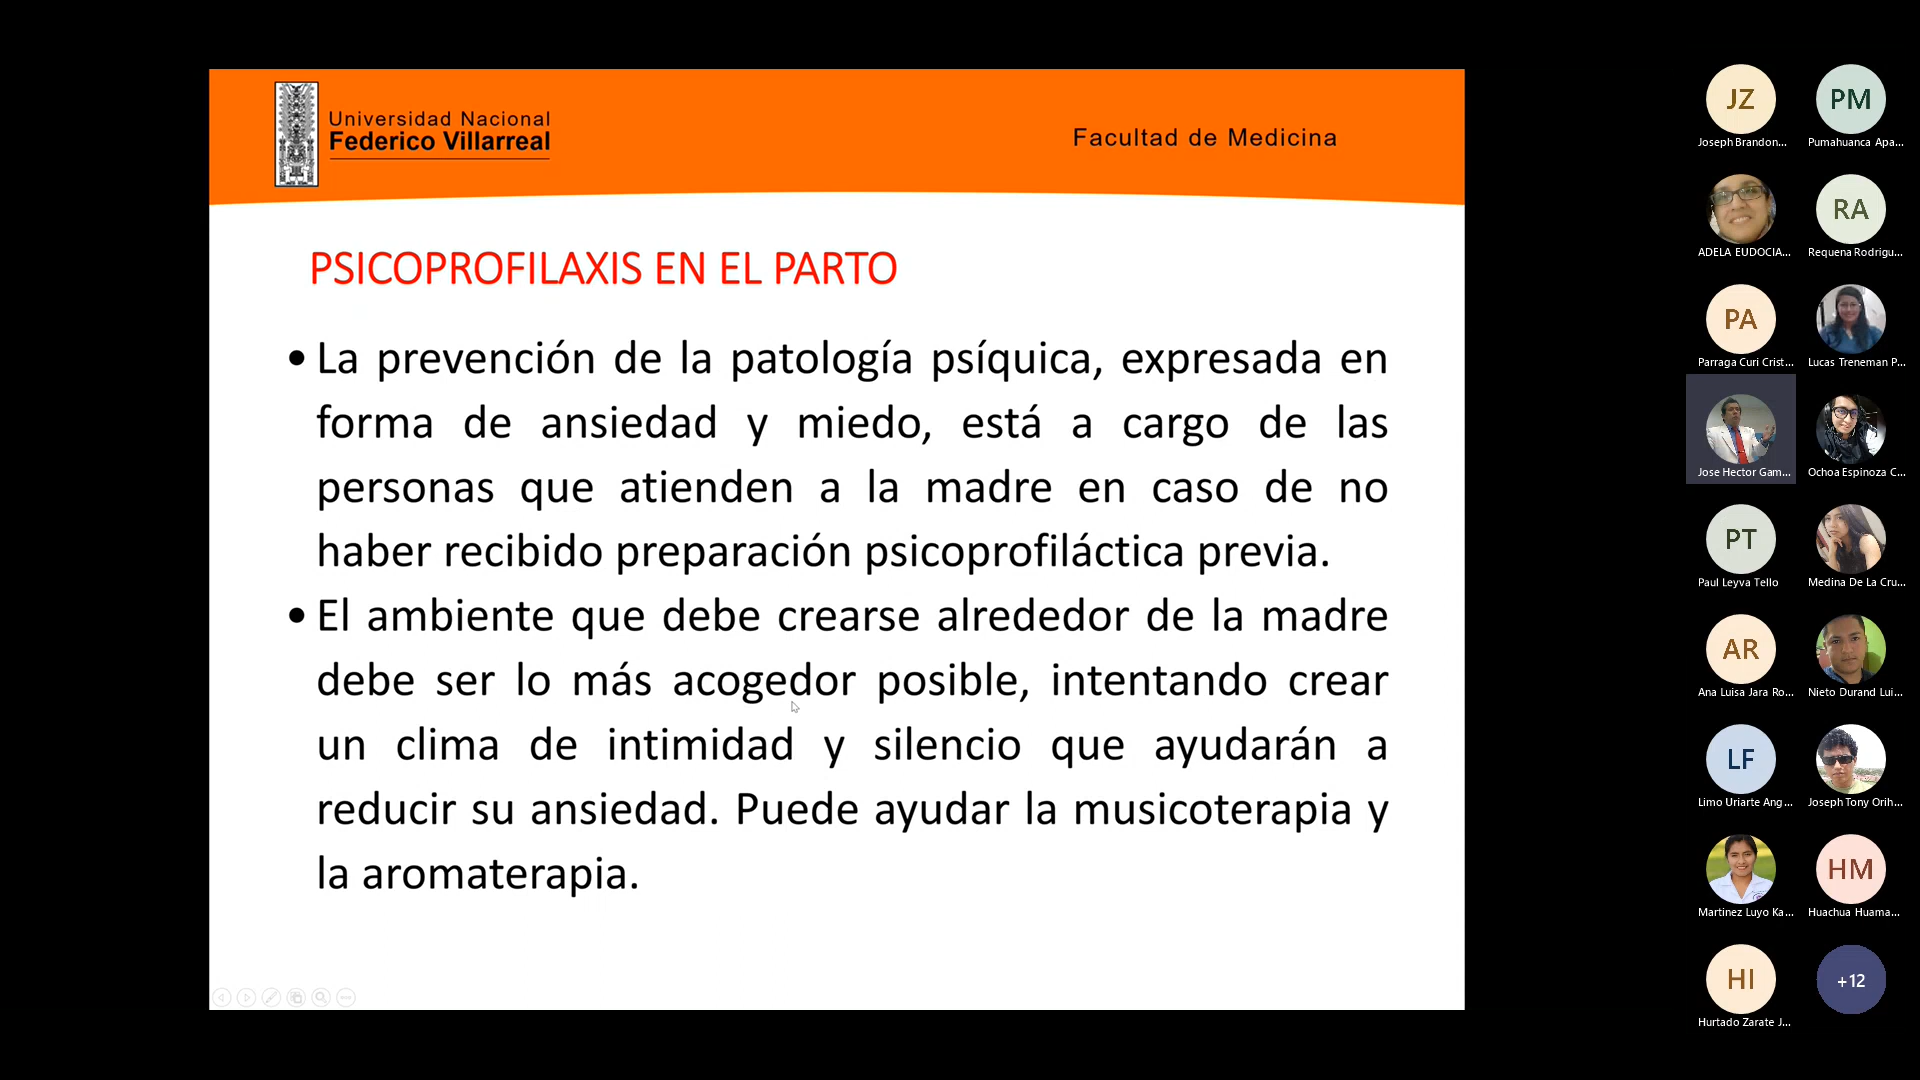 Universidad Nacional
Federico Villarreal
Facultad de Medicina
PSICOPROFILAXIS EN EL PARTO
• La prevención de la patología psíquica, expresada en
forma de ansiedad y miedo, está a cargo de las
personas que atienden a la madre en caso de no
haber recibido preparación psicoprofiláctica previa.
• El ambiente que debe crearse alrededor de la madre
debe ser lo más acogedor posible, intentando crear
un clima de intimidad y silencio que ayudarán a
reducir su ansiedad. Puede ayudar la musicoterapia y
la aromaterapia.
JZ
Joseph Brandon...
PM
Pumahuanca Apa...
ADELA EUDOCIA...
RA
Requena Rodrigu...
PA
Parraga Curi Crist...
Lucas Treneman P...
Jose Hector Gam...
Ochoa Espinoza C...
PT
Paul Leyva Tello
Medina De La Cru...
AR
Ana Luisa Jara Ro...
Nieto Durand Lui...
LF
Limo Uriarte Ang...
Joseph Tony Orih...
Martinez Luyo Ka...
HM
Huachua Huama...
HI
Hurtado Zarate J...
+12